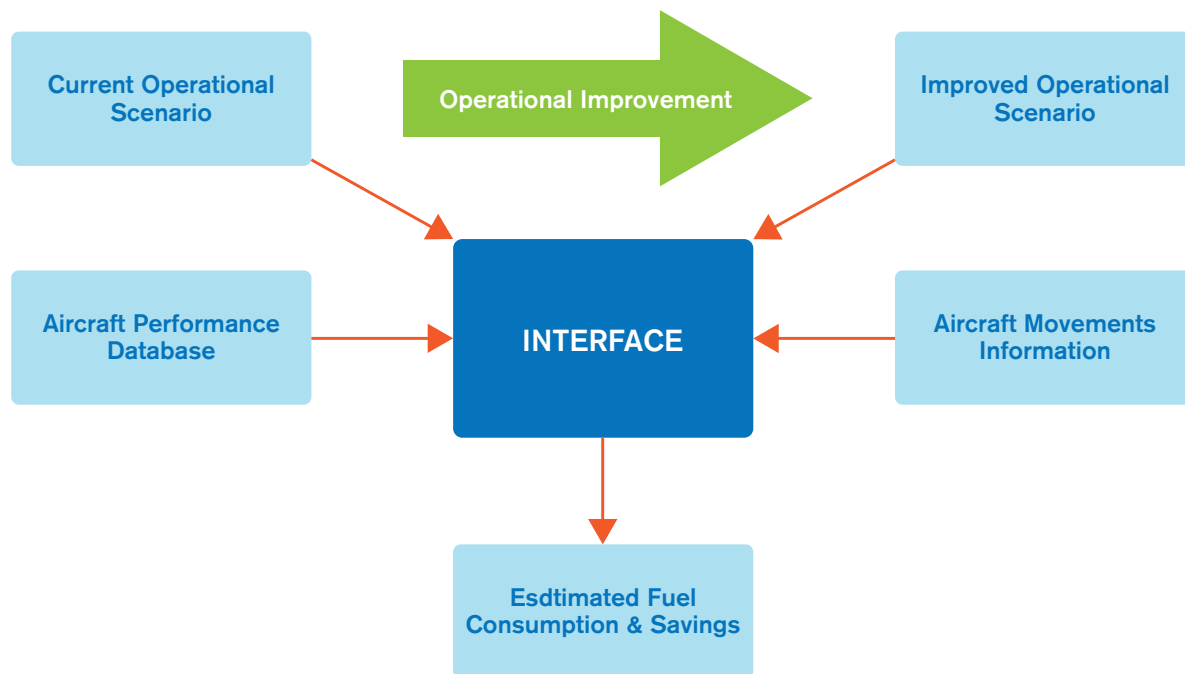 Current Operational
Scenario
Operational Improvement
Improved Operational
Scenario
Aircraft Performance
Database
INTERFACE
Aircraft Movements
Information
Esdtimated Fuel
Consumption & Savings